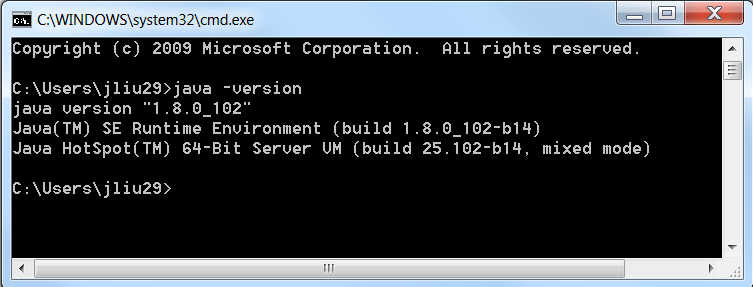 C:\WINDOWS\system32\cmd.exe
Copyright (c) 2009 Microsoft Corporation.  All rights reserved.
C:\Users\jliu29>java -version
java version "1.8.0_102"
Java(TM) SE Runtime Environment (build 1.8.0_102-b14)
Java HotSpot(TM) 64-Bit Server VM (build 25.102-b14, mixed mode)
C:\Users\jliu29>